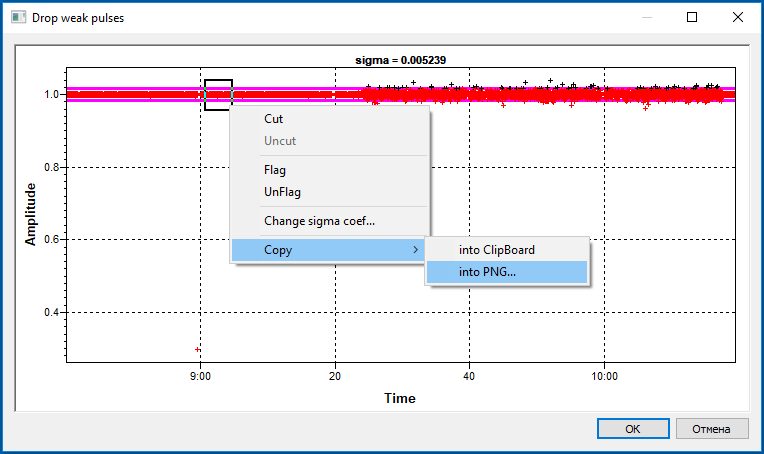 Drop weak pulses
sigma = 0.005239
Amplitude
1.0
0.8
0.6
0.4
Cut
Uncut
Flag
UnFlag
Change sigma coef...
Copy
into ClipBoard
into PNG...
9:00
20
40
10:00
Time
OK
Отмена